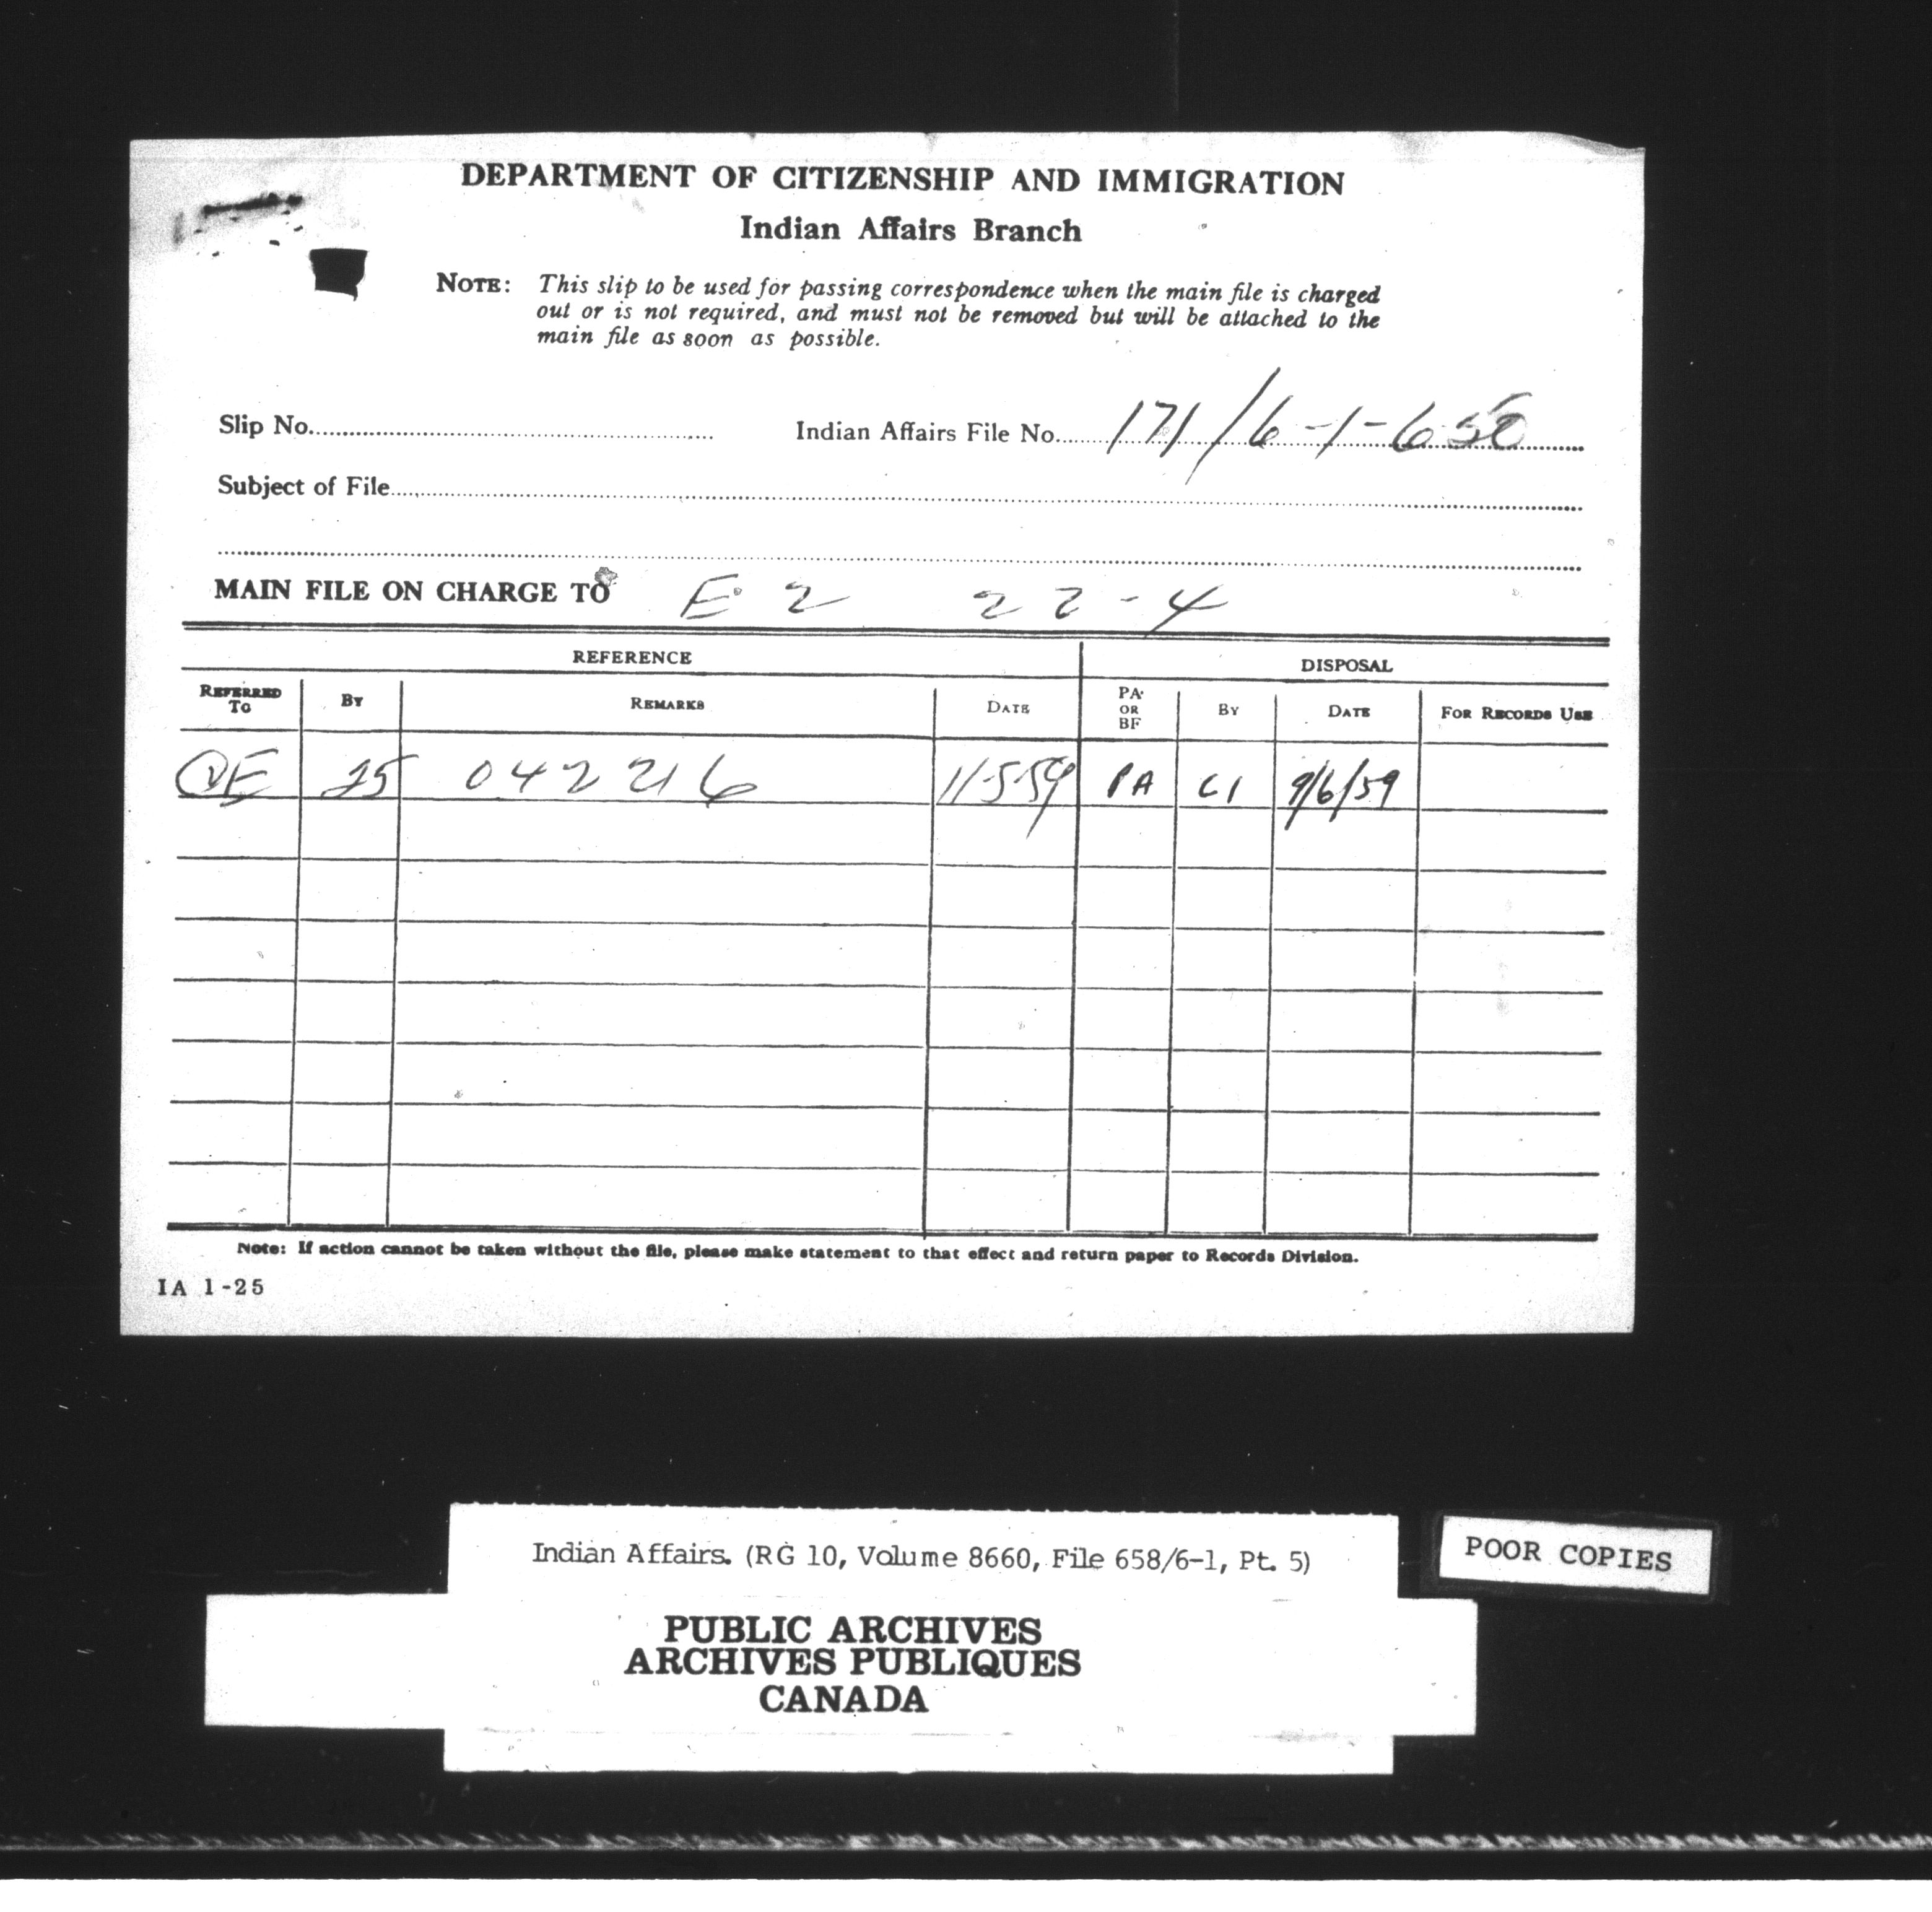 DEPARTMENT OF CITIZENSHIP AND IMMIGRATION
Indian Affairs Branch
NOTE: This slip to be used for passing correspondence when the main file is charged
out or is not required, and must not be removed but will be attached to the
main file as soon as possible.
Slip No. Indian Affairs File No. 171/6-1-658
Subject of File
MAIN FILE ON CHARGE TO E 2 22-4
REFERENCE DISPOSAL
REFERRED TO BY REMARKS DATE PA OR BF BY DATE FOR RECORDS USE
25 042216 11-5-59 PA C1 9/6/59
Note: If action cannot be taken without the file, please make statement to that effect and return paper to Records Division.
IA 1-25
Indian Affairs. (RG 10, Volume 8660, File 658/6-1, Pt. 5)
POOR COPIES
PUBLIC ARCHIVES
ARCHIVES PUBLIQUES
CANADA